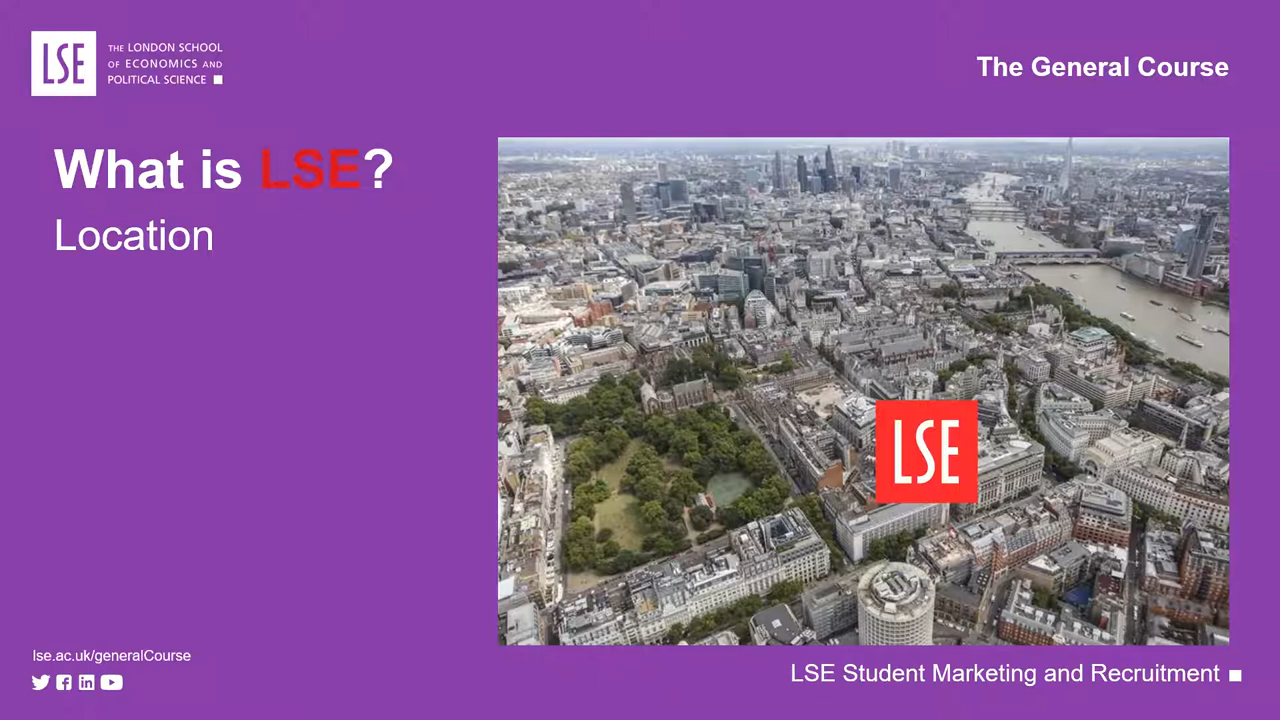 LSE
THE LONDON SCHOOL
OF ECONOMICS AND
POLITICAL SCIENCE
The General Course
What is LSE?
Location
LSE
lse.ac.uk/generalCourse
LSE Student Marketing and Recruitment